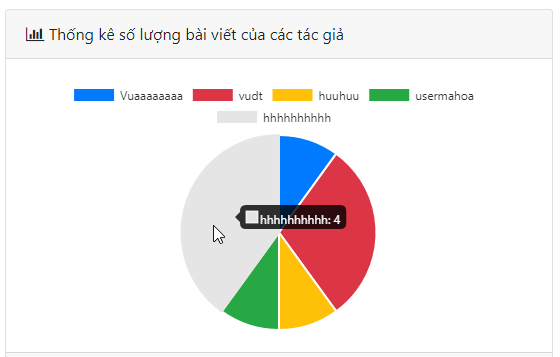 Thống kê số lượng bài viết của các tác giả
Vuaaaaaaaa vudt huuhuu usermahoa
hhhhhhhhhh
hhhhhhhhhh: 4